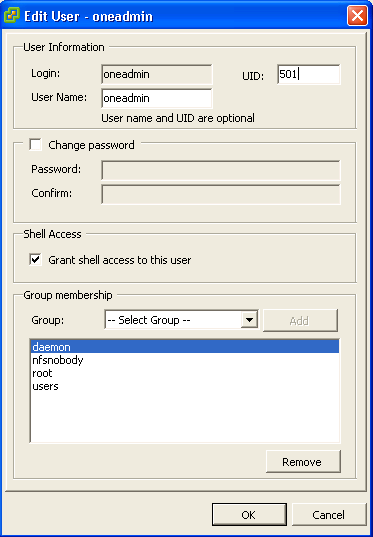 Edit User - oneadmin
User Information
Login: oneadmin UID: 501
User Name: oneadmin
User name and UID are optional
Change password
Password:
Confirm:
Shell Access
Grant shell access to this user
Group membership
Group: -- Select Group -- Add
daemon
nfsnobody
root
users
Remove
OK Cancel